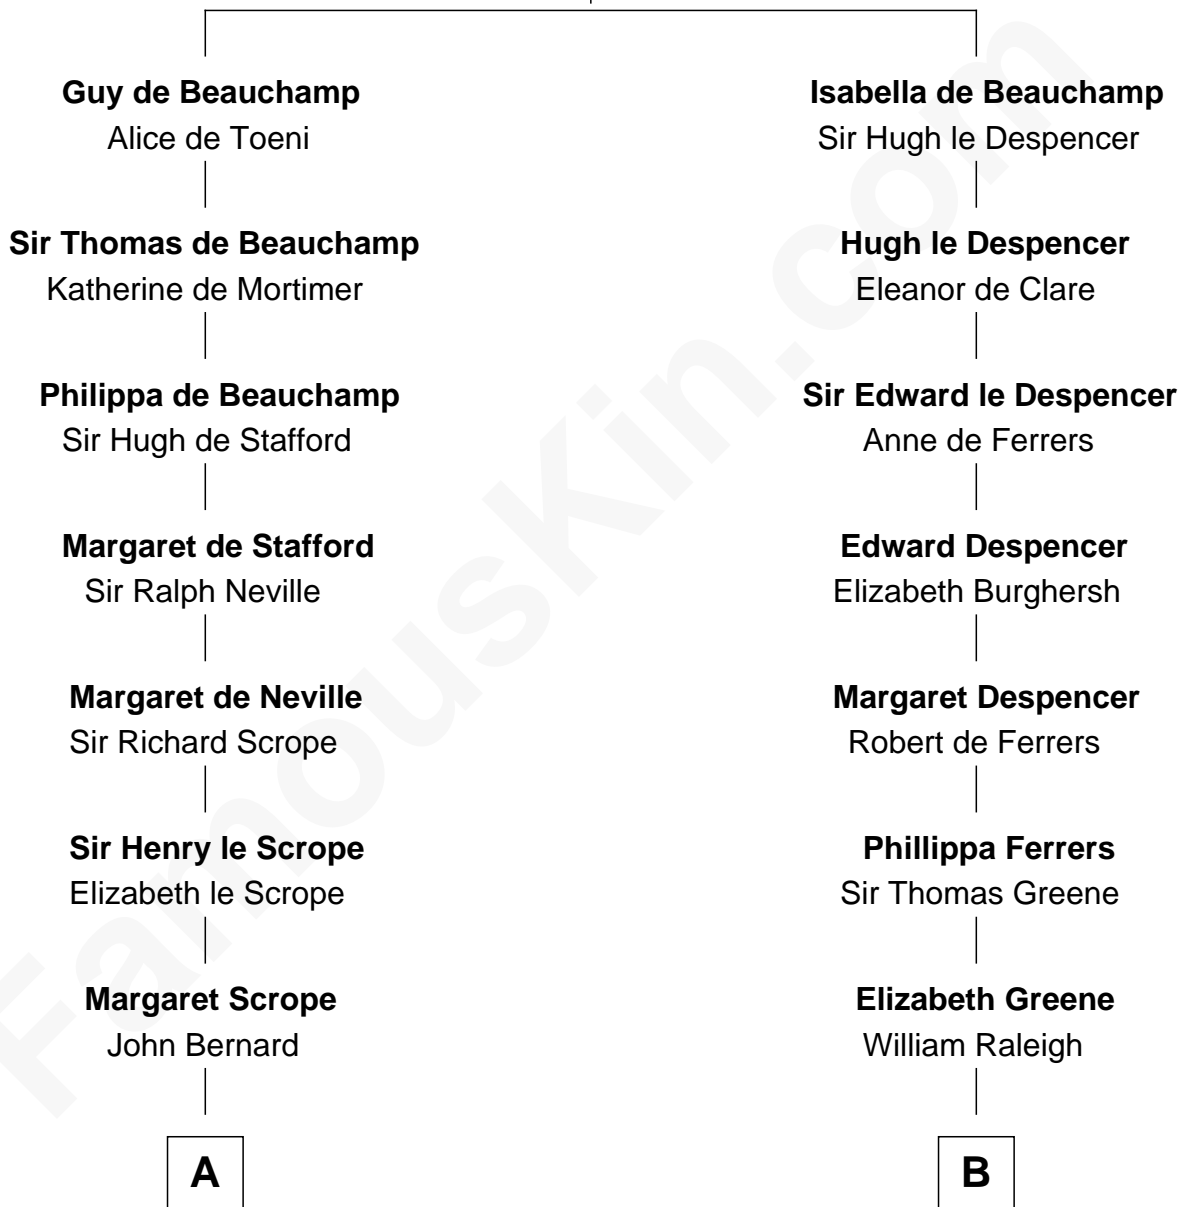 Guy de Beauchamp
Alice de Toeni
Sir Thomas de Beauchamp
Katherine de Mortimer
Philippa de Beauchamp
Sir Hugh de Stafford
Margaret de Stafford
Sir Ralph Neville
Margaret de Neville
Sir Richard Scrope
Sir Henry le Scrope
Elizabeth le Scrope
Margaret Scrope
John Bernard
A
Isabella de Beauchamp
Sir Hugh le Despencer
Hugh le Despencer
Eleanor de Clare
Sir Edward le Despencer
Anne de Ferrers
Edward Despencer
Elizabeth Burghersh
Margaret Despencer
Robert de Ferrers
Phillippa Ferrers
Sir Thomas Greene
Elizabeth Greene
William Raleigh
B
FamousKin.com